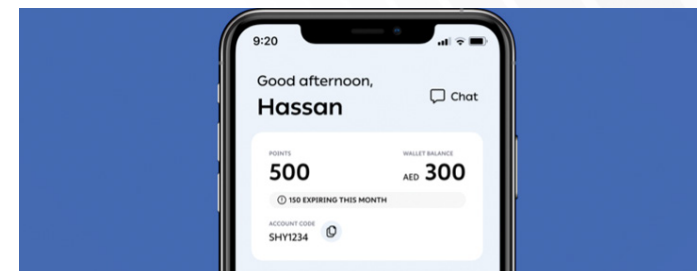 9:20
Good afternoon,
Hassan
Chat
POINTS
WALLET BALANCE
500
AED 300
150 EXPIRING THIS MONTH
ACCOUNT CODE
SHY1234